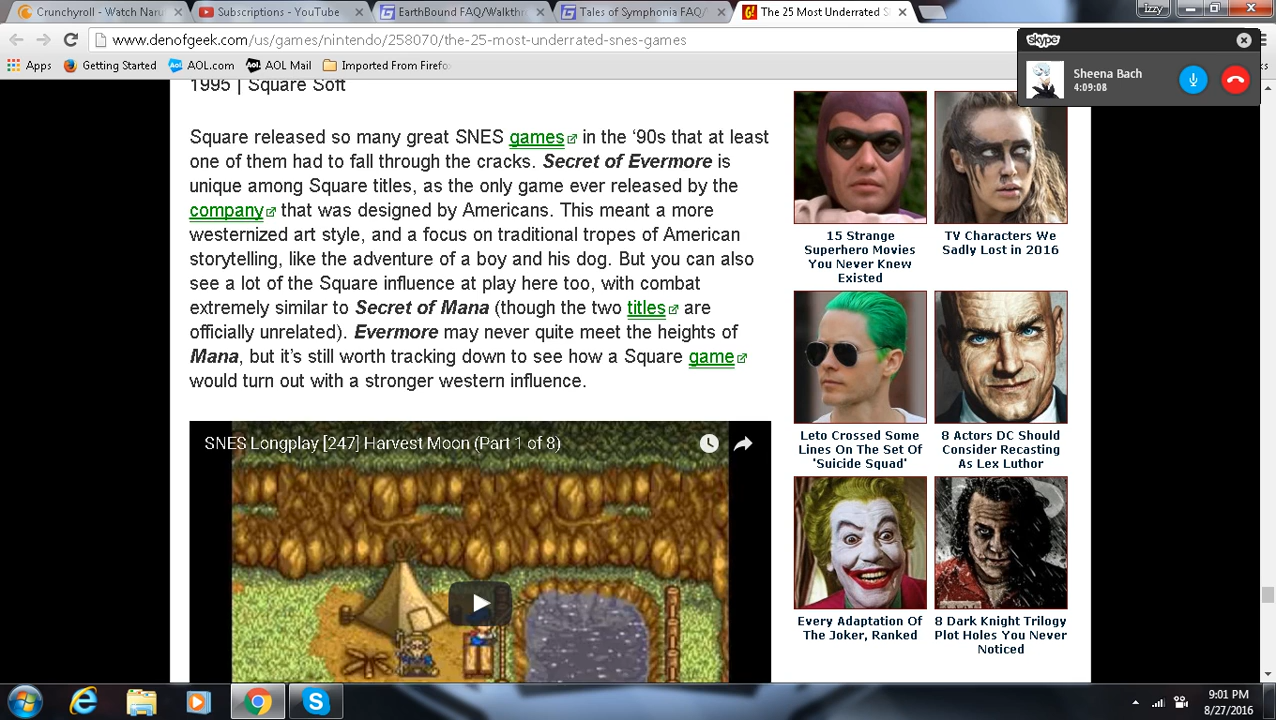 Crunchyroll - Watch Naru
Subscriptions - YouTube
EarthBound FAQ/Walkthr
Tales of Symphonia FAQ/
The 25 Most Underrated S
Izzy
www.denofgeek.com/us/games/nintendo/258070/the-25-most-underrated-snes-games
Apps
Getting Started
AOL.com
AOL Mail
Imported From Firefo
skype
Sheena Bach
4:09:08
1995 | Square Soft
Square released so many great SNES games in the ‘90s that at least
one of them had to fall through the cracks. Secret of Evermore is
unique among Square titles, as the only game ever released by the
company that was designed by Americans. This meant a more
westernized art style, and a focus on traditional tropes of American
storytelling, like the adventure of a boy and his dog. But you can also
see a lot of the Square influence at play here too, with combat
extremely similar to Secret of Mana (though the two titles are
officially unrelated). Evermore may never quite meet the heights of
Mana, but it’s still worth tracking down to see how a Square game
would turn out with a stronger western influence.
SNES Longplay [247] Harvest Moon (Part 1 of 8)
15 Strange
Superhero Movies
You Never Knew
Existed
TV Characters We
Sadly Lost in 2016
Leto Crossed Some
Lines On The Set Of
'Suicide Squad'
8 Actors DC Should
Consider Recasting
As Lex Luthor
Every Adaptation Of
The Joker, Ranked
8 Dark Knight Trilogy
Plot Holes You Never
Noticed
9:01 PM
8/27/2016